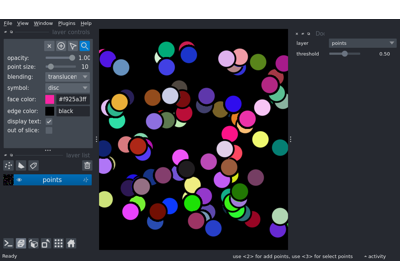 File View Window Plugins Help
layer controls
opacity: 1.00
point size: 10
blending: translucen
symbol: disc
face color: #f925a3ff
edge color: black
display text:
out of slice:
layer list
points
layer points
threshold 0.50
Ready
use <2> for add points, use <3> for select points
activity